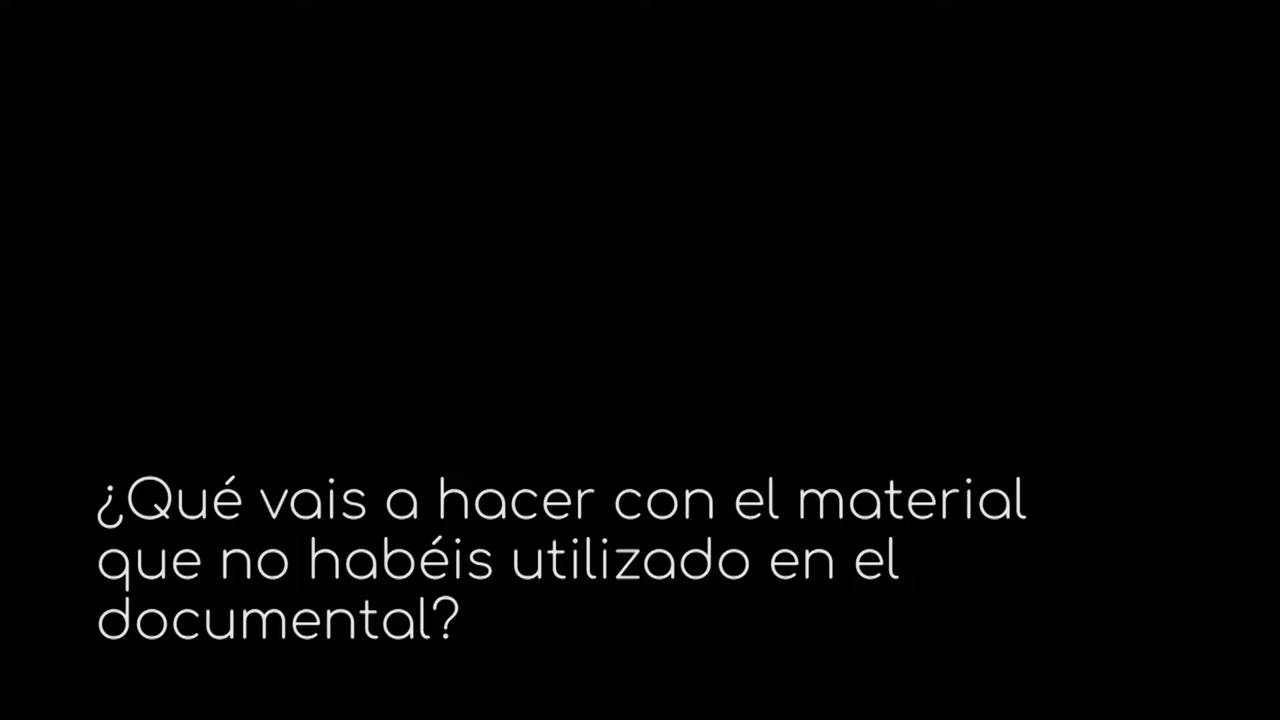 ¿Qué vais a hacer con el material
que no habéis utilizado en el
documental?